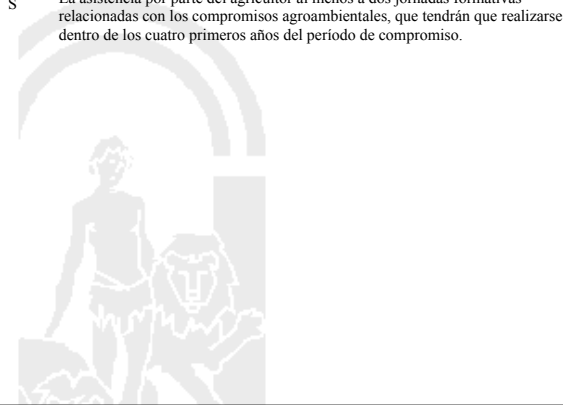 S La asistencia por parte del agricultor al menos a dos jornadas formativas
relacionadas con los compromisos agroambientales, que tendrán que realizarse
dentro de los cuatro primeros años del período de compromiso.